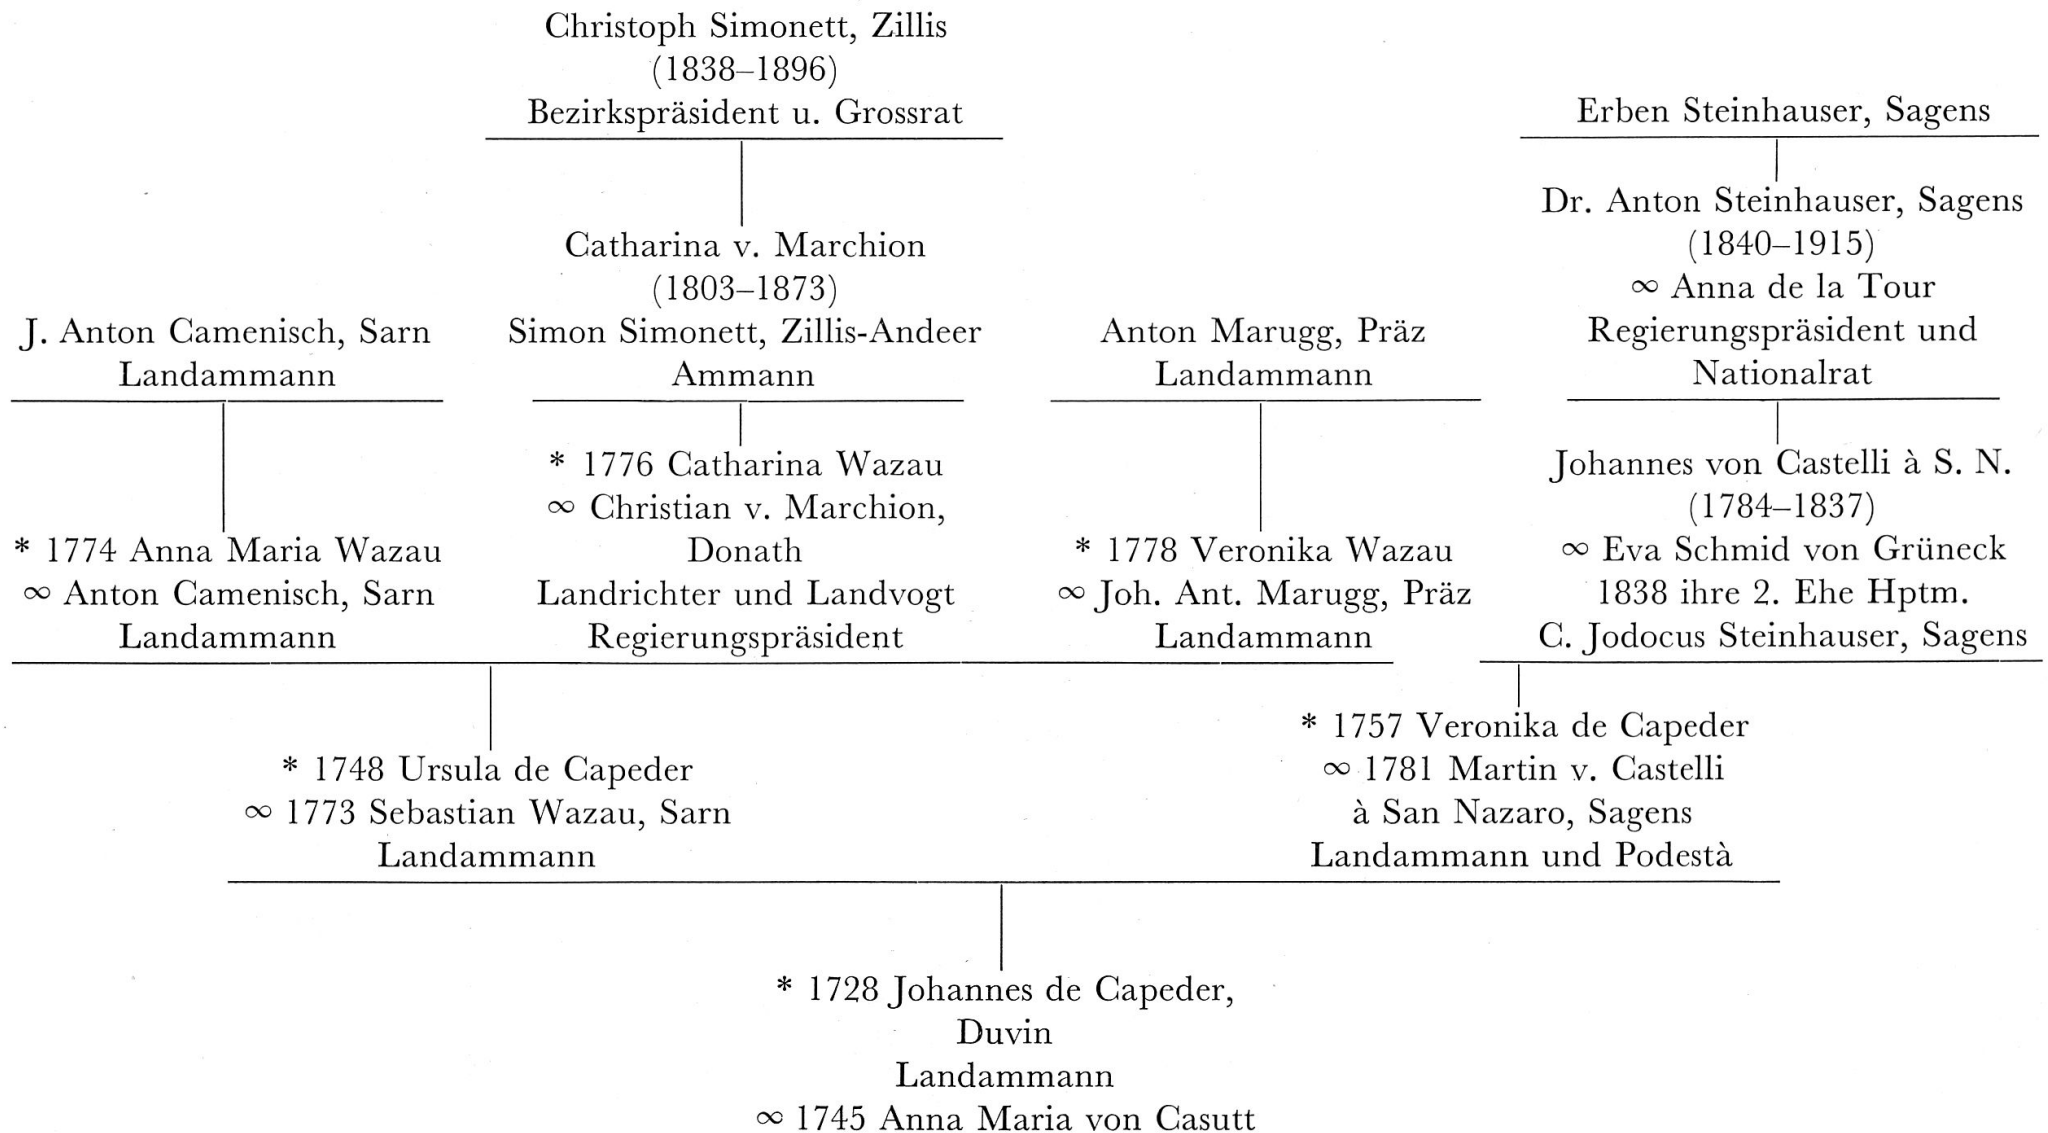 Christoph Simonett, Zillis
(1838–1896)
Bezirkspräsident u. Grossrat
Erben Steinhauser, Sagens
Dr. Anton Steinhauser, Sagens
(1840–1915)
∞ Anna de la Tour
Regierungspräsident und
Nationalrat
Catharina v. Marchion
(1803–1873)
Simon Simonett, Zillis-Andeer
Ammann
J. Anton Camenisch, Sarn
Landammann
Anton Marugg, Präz
Landammann
* 1774 Anna Maria Wazau
∞ Anton Camenisch, Sarn
Landammann
* 1776 Catharina Wazau
∞ Christian v. Marchion,
Donath
Landrichter und Landvogt
Regierungspräsident
* 1778 Veronika Wazau
∞ Joh. Ant. Marugg, Präz
Landammann
Johannes von Castelli à S. N.
(1784–1837)
∞ Eva Schmid von Grüneck
1838 ihre 2. Ehe Hptm.
C. Jodocus Steinhauser, Sagens
* 1748 Ursula de Capeder
∞ 1773 Sebastian Wazau, Sarn
Landammann
* 1757 Veronika de Capeder
∞ 1781 Martin v. Castelli
à San Nazaro, Sagens
Landammann und Podestà
* 1728 Johannes de Capeder,
Duvin
Landammann
∞ 1745 Anna Maria von Casutt